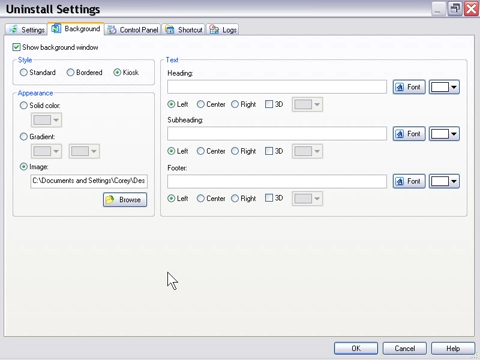 Uninstall Settings
Settings Background Control Panel Shortcut Logs
Show background window
Style
Standard Bordered Kiosk
Appearance
Solid color:
Gradient:
Image:
C:\Documents and Settings\Corey\Des
Browse
Text
Heading:
Font
Left Center Right 3D
Subheading:
Font
Left Center Right 3D
Footer:
Font
Left Center Right 3D
OK Cancel Help